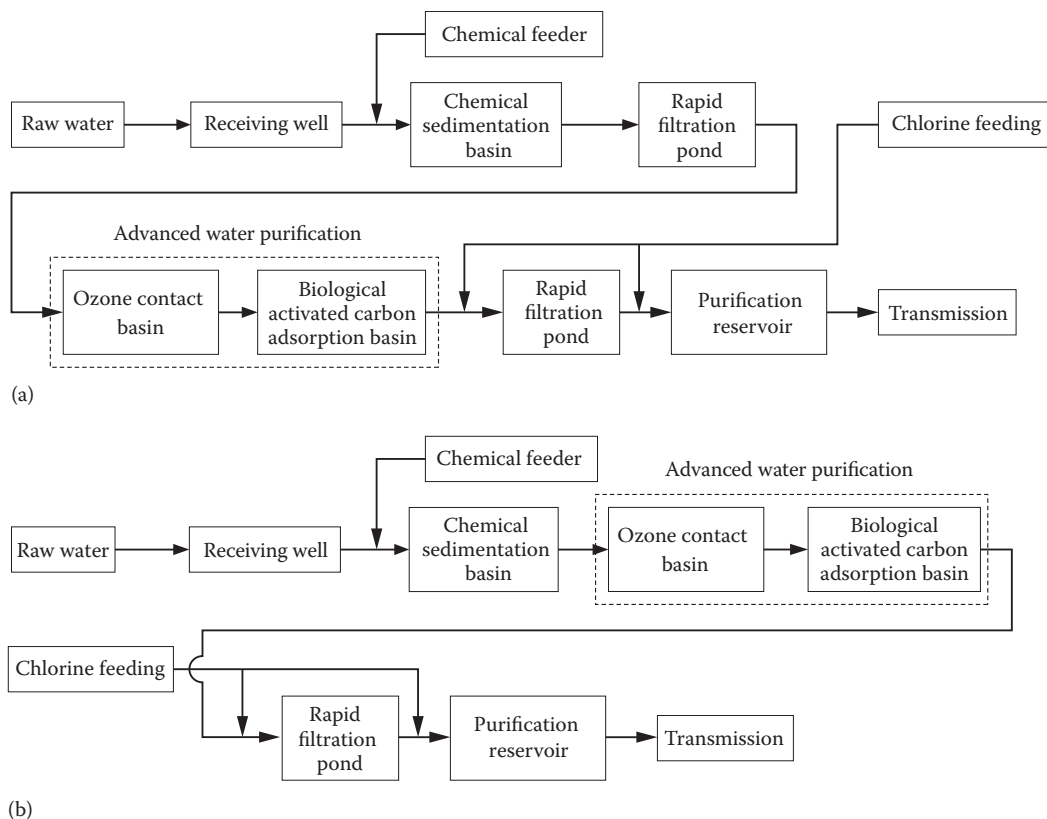 Chemical feeder
Raw water
Receiving well
Chemical
sedimentation
basin
Rapid
filtration
pond
Chlorine feeding
Advanced water purification
Ozone contact
basin
Biological
activated carbon
adsorption basin
Rapid
filtration
pond
Purification
reservoir
Transmission
(a)
Chemical feeder
Advanced water purification
Raw water
Receiving well
Chemical
sedimentation
basin
Ozone contact
basin
Biological
activated carbon
adsorption basin
Chlorine feeding
Rapid
filtration
pond
Purification
reservoir
Transmission
(b)